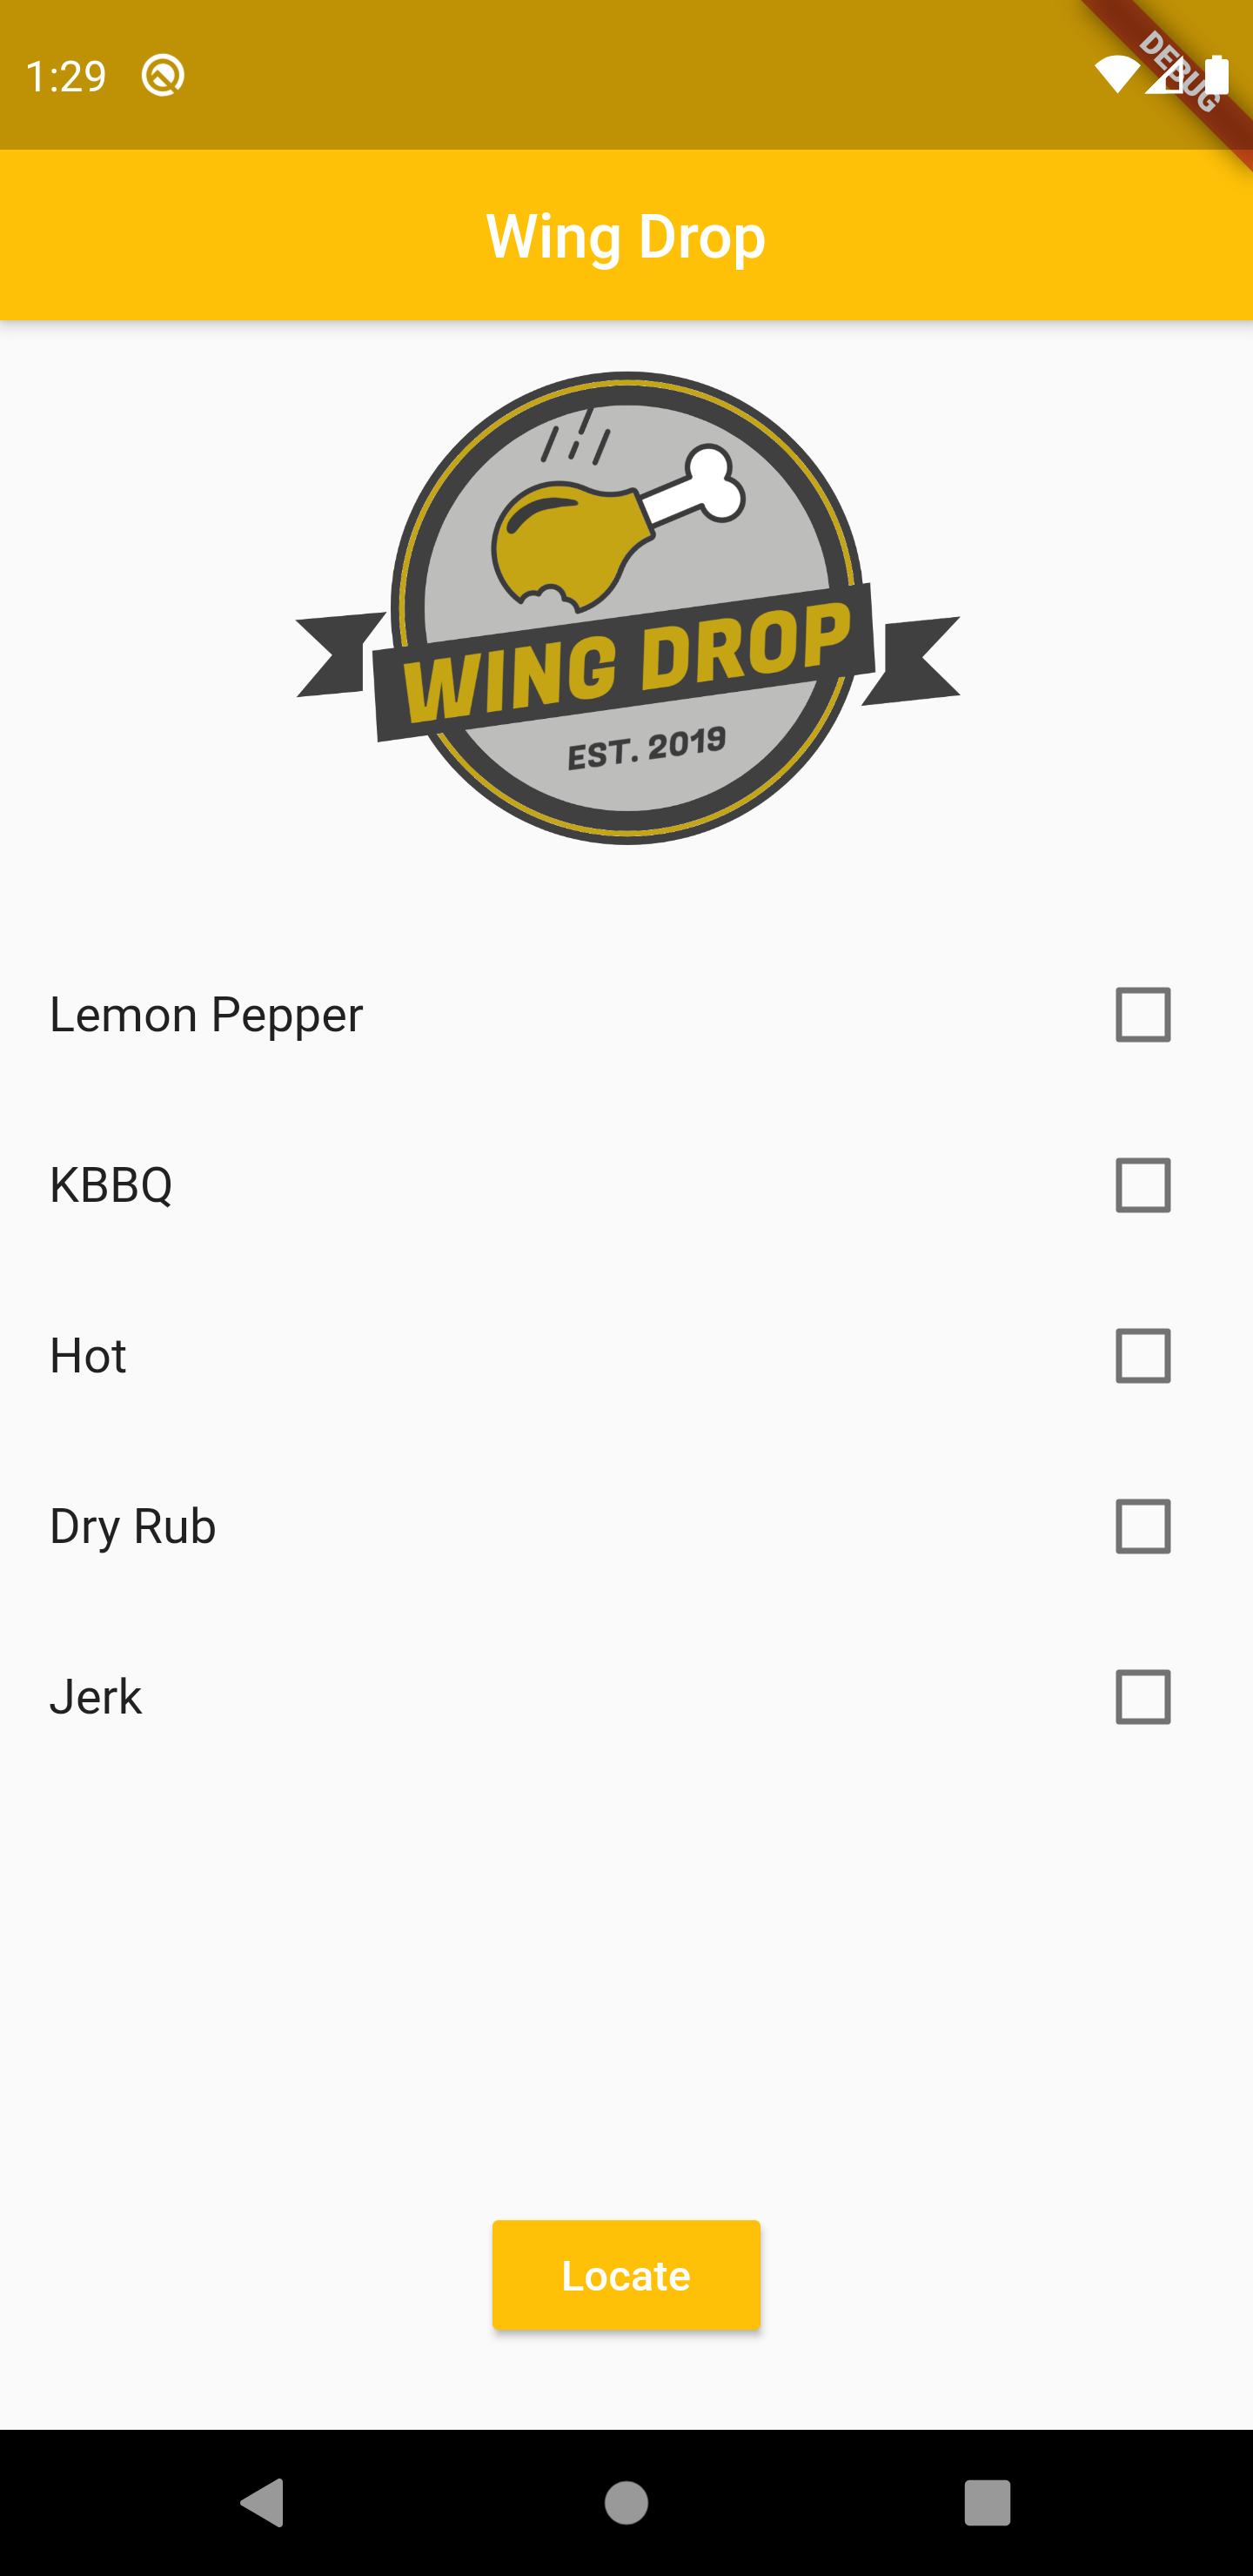 1:29
DEBUG
Wing Drop
WING DROP
EST. 2019
Lemon Pepper
KBBQ
Hot
Dry Rub
Jerk
Locate